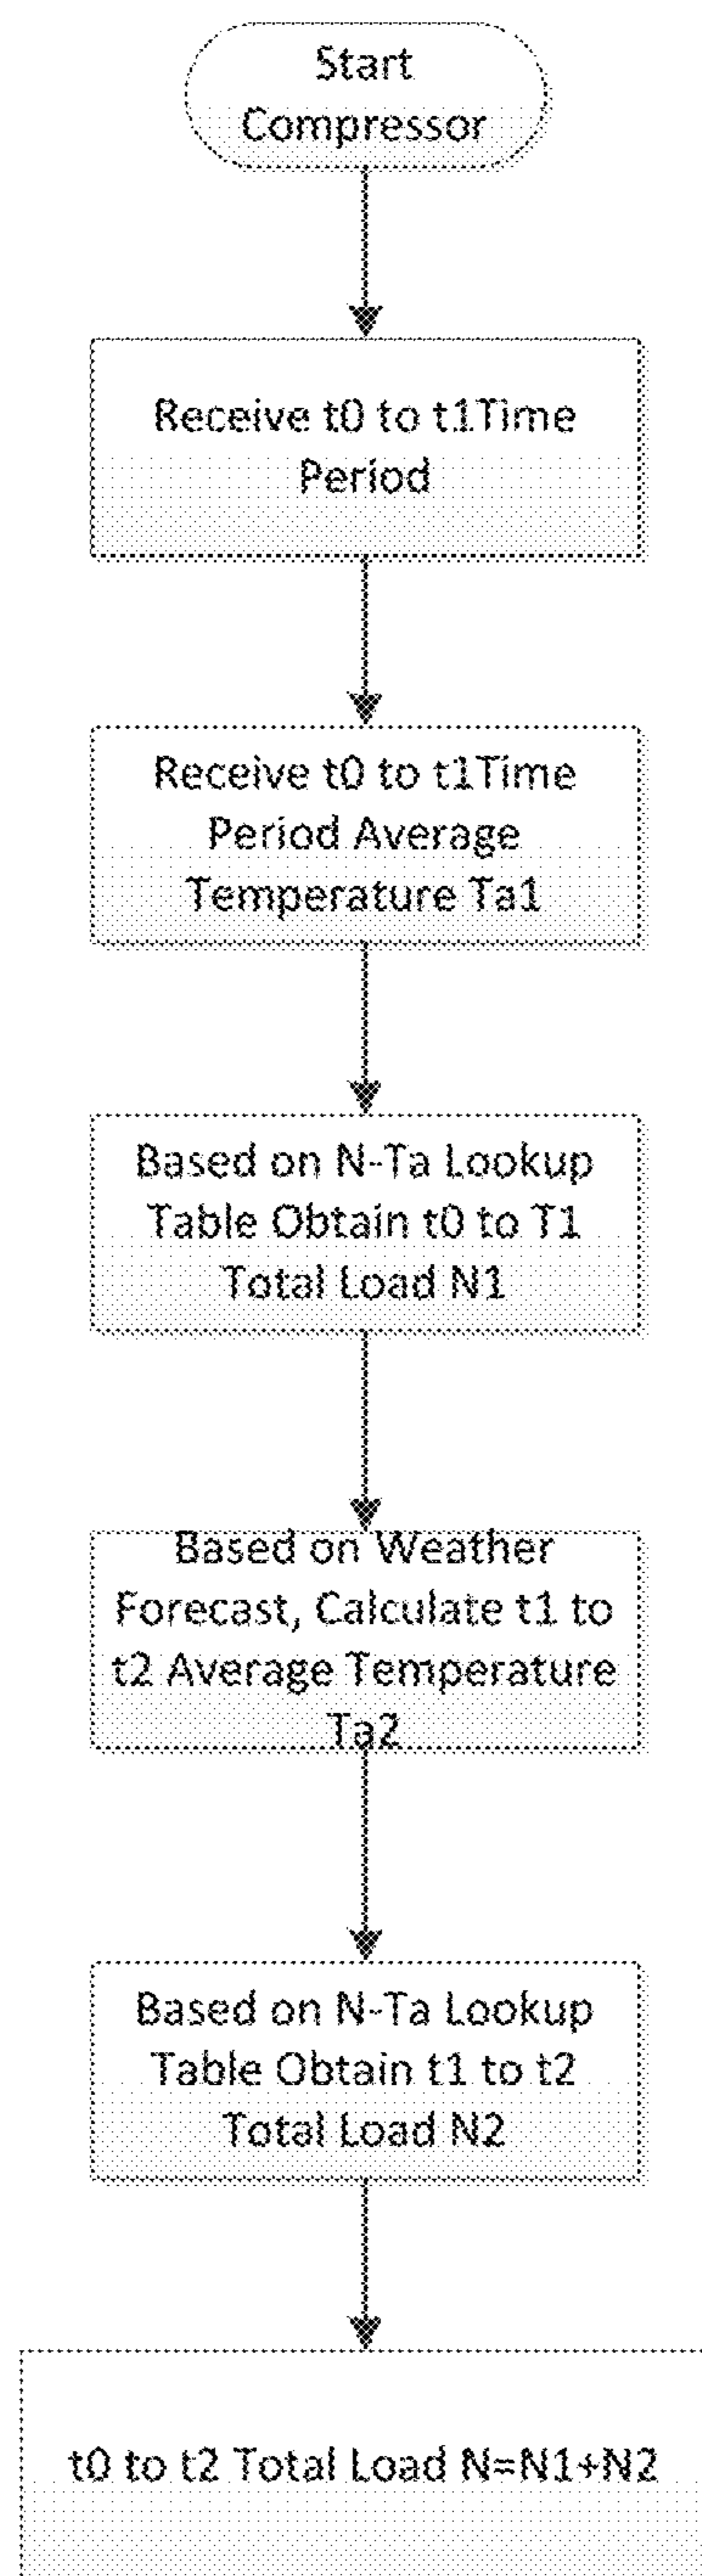 Start
Compressor
Receive t0 to t1Time
Period
Receive t0 to t1Time
Period Average
Temperature Ta1
Based on N-Ta Lookup
Table Obtain t0 to T1
Total Load N1
Based on Weather
Forecast, Calculate t1 to
t2 Average Temperature
Ta2
Based on N-Ta Lookup
Table Obtain t1 to t2
Total Load N2
t0 to t2 Total Load N=N1+N2